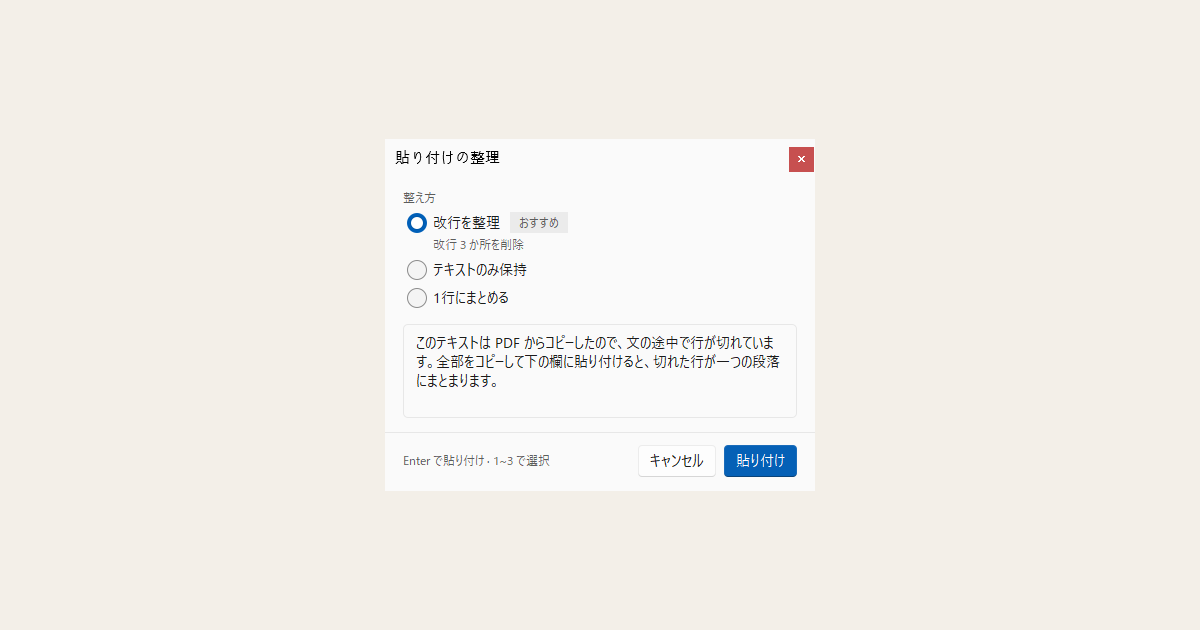 貼り付けの整理
整え方
改行を整理 おすすめ
改行 3 か所を削除
テキストのみ保持
1行にまとめる
このテキストは PDF からコピーしたので、文の途中で行が切れていま
す。全部をコピーして下の欄に貼り付けると、切れた行が一つの段落
にまとまります。
Enter で貼り付け · 1~3 で選択
キャンセル 貼り付け